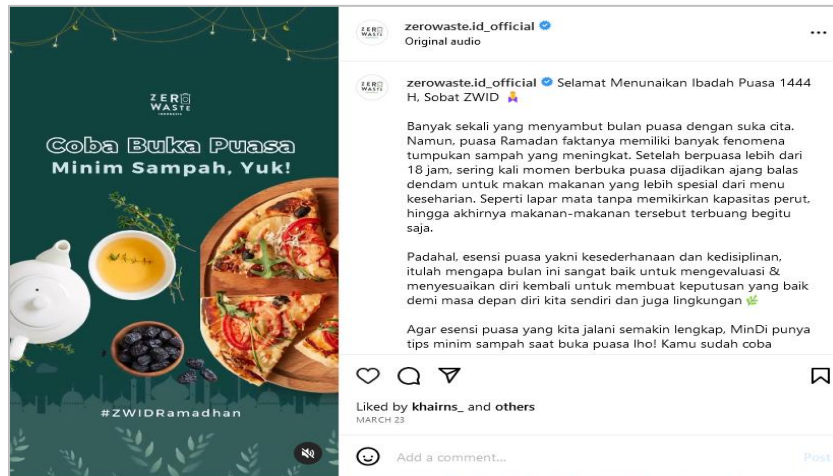 ZERO
WASTE
INDONESIA
Coba Buka Puasa
Minim Sampah, Yuk!
#ZWIDRamadhan
ZERO
WASTE
zerowaste.id_official
Original audio
ZERO
WASTE
zerowaste.id_official Selamat Menunaikan Ibadah Puasa 1444
H, Sobat ZWID
Banyak sekali yang menyambut bulan puasa dengan suka cita.
Namun, puasa Ramadan faktanya memiliki banyak fenomena
tumpukan sampah yang meningkat. Setelah berpuasa lebih dari
18 jam, sering kali momen berbuka puasa dijadikan ajang balas
dendam untuk makan makanan yang lebih spesial dari menu
keseharian. Seperti lapar mata tanpa memikirkan kapasitas perut,
hingga akhirnya makanan-makanan tersebut terbuang begitu
saja.
Padahal, esensi puasa yakni kesederhanaan dan kedisiplinan,
itulah mengapa bulan ini sangat baik untuk mengevaluasi &
menyesuaikan diri kembali untuk membuat keputusan yang baik
demi masa depan diri kita sendiri dan juga lingkungan
Agar esensi puasa yang kita jalani semakin lengkap, MinDi punya
tips minim sampah saat buka puasa lho! Kamu sudah coba
Liked by khairns_ and others
MARCH 23
Add a comment...
Post